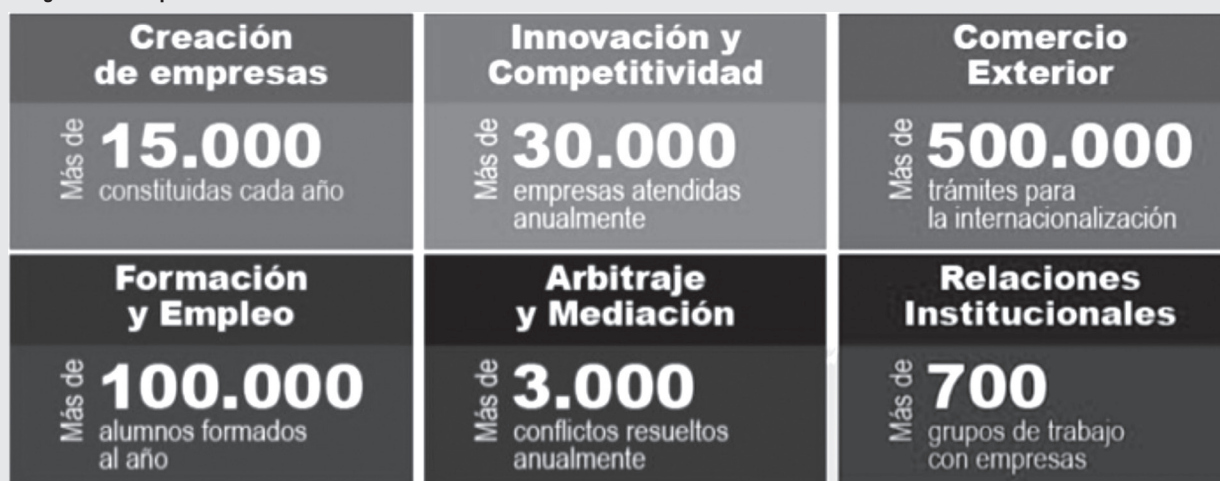 Creación
de empresas
Más de
15.000
constituidas cada año
Innovación y
Competitividad
Más de
30.000
empresas atendidas
anualmente
Comercio
Exterior
Más de
500.000
trámites para
la internacionalización
Formación
y Empleo
Más de
100.000
alumnos formados
al año
Arbitraje
y Mediación
Más de
3.000
conflictos resueltos
anualmente
Relaciones
Institucionales
Más de
700
grupos de trabajo
con empresas